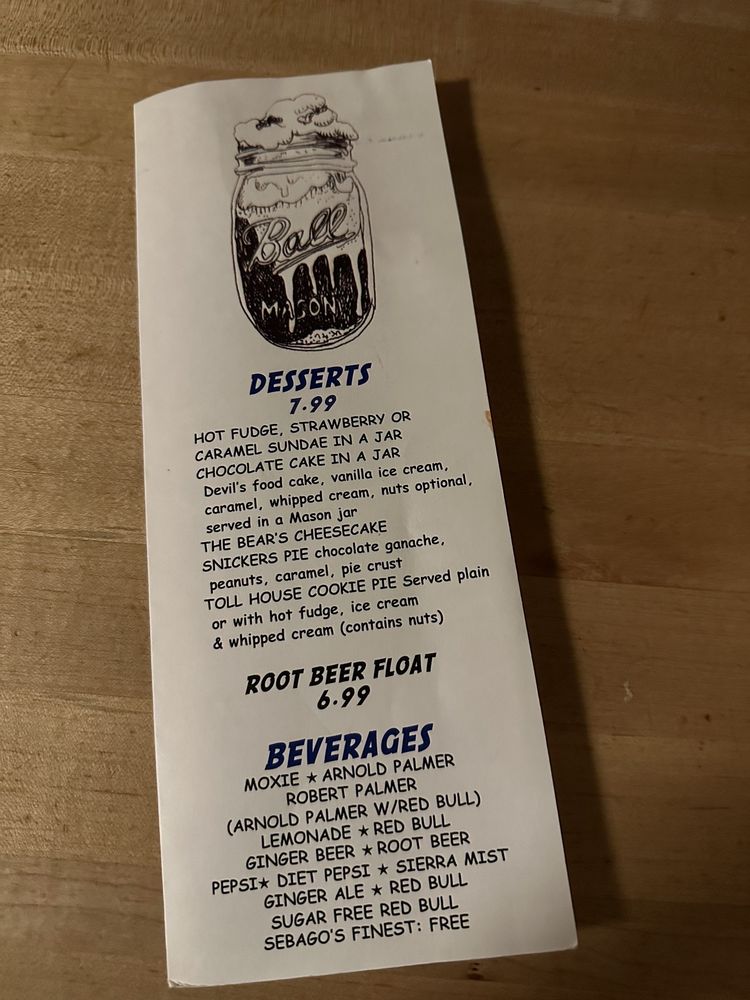 Ball
MASON
DESSERTS
7.99
HOT FUDGE, STRAWBERRY OR
CARAMEL SUNDAE IN A JAR
CHOCOLATE CAKE IN A JAR
Devil's food cake, vanilla ice cream,
caramel, whipped cream, nuts optional,
served in a Mason jar
THE BEAR'S CHEESECAKE
SNICKERS PIE chocolate ganache,
peanuts, caramel, pie crust
TOLL HOUSE COOKIE PIE Served plain
or with hot fudge, ice cream
& whipped cream (contains nuts)
ROOT BEER FLOAT
6.99
BEVERAGES
MOXIE ★ ARNOLD PALMER
ROBERT PALMER
(ARNOLD PALMER W/RED BULL)
LEMONADE ★ RED BULL
GINGER BEER ★ ROOT BEER
PEPSI★ DIET PEPSI ★ SIERRA MIST
GINGER ALE ★ RED BULL
SUGAR FREE RED BULL
SEBAGO'S FINEST: FREE